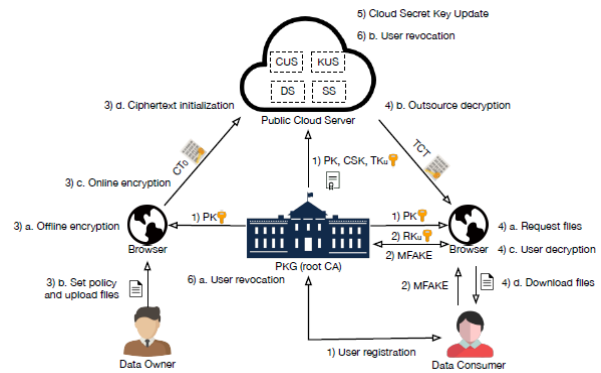 5) Cloud Secret Key Update
6) b. User revocation
CUS
KUS
DS
SS
Public Cloud Server
3) d. Ciphertext initialization
4) b. Outsource decryption
CT₀
TCT
1) PK, CSK, TKᵤ
3) c. Online encryption
3) a. Offline encryption
1) PK
1) PK
2) RKᵤ
2) MFAKE
4) a. Request files
4) c. User decryption
Browser
Browser
PKG (root CA)
6) a. User revocation
3) b. Set policy
and upload files
2) MFAKE
4) d. Download files
1) User registration
Data Owner
Data Consumer